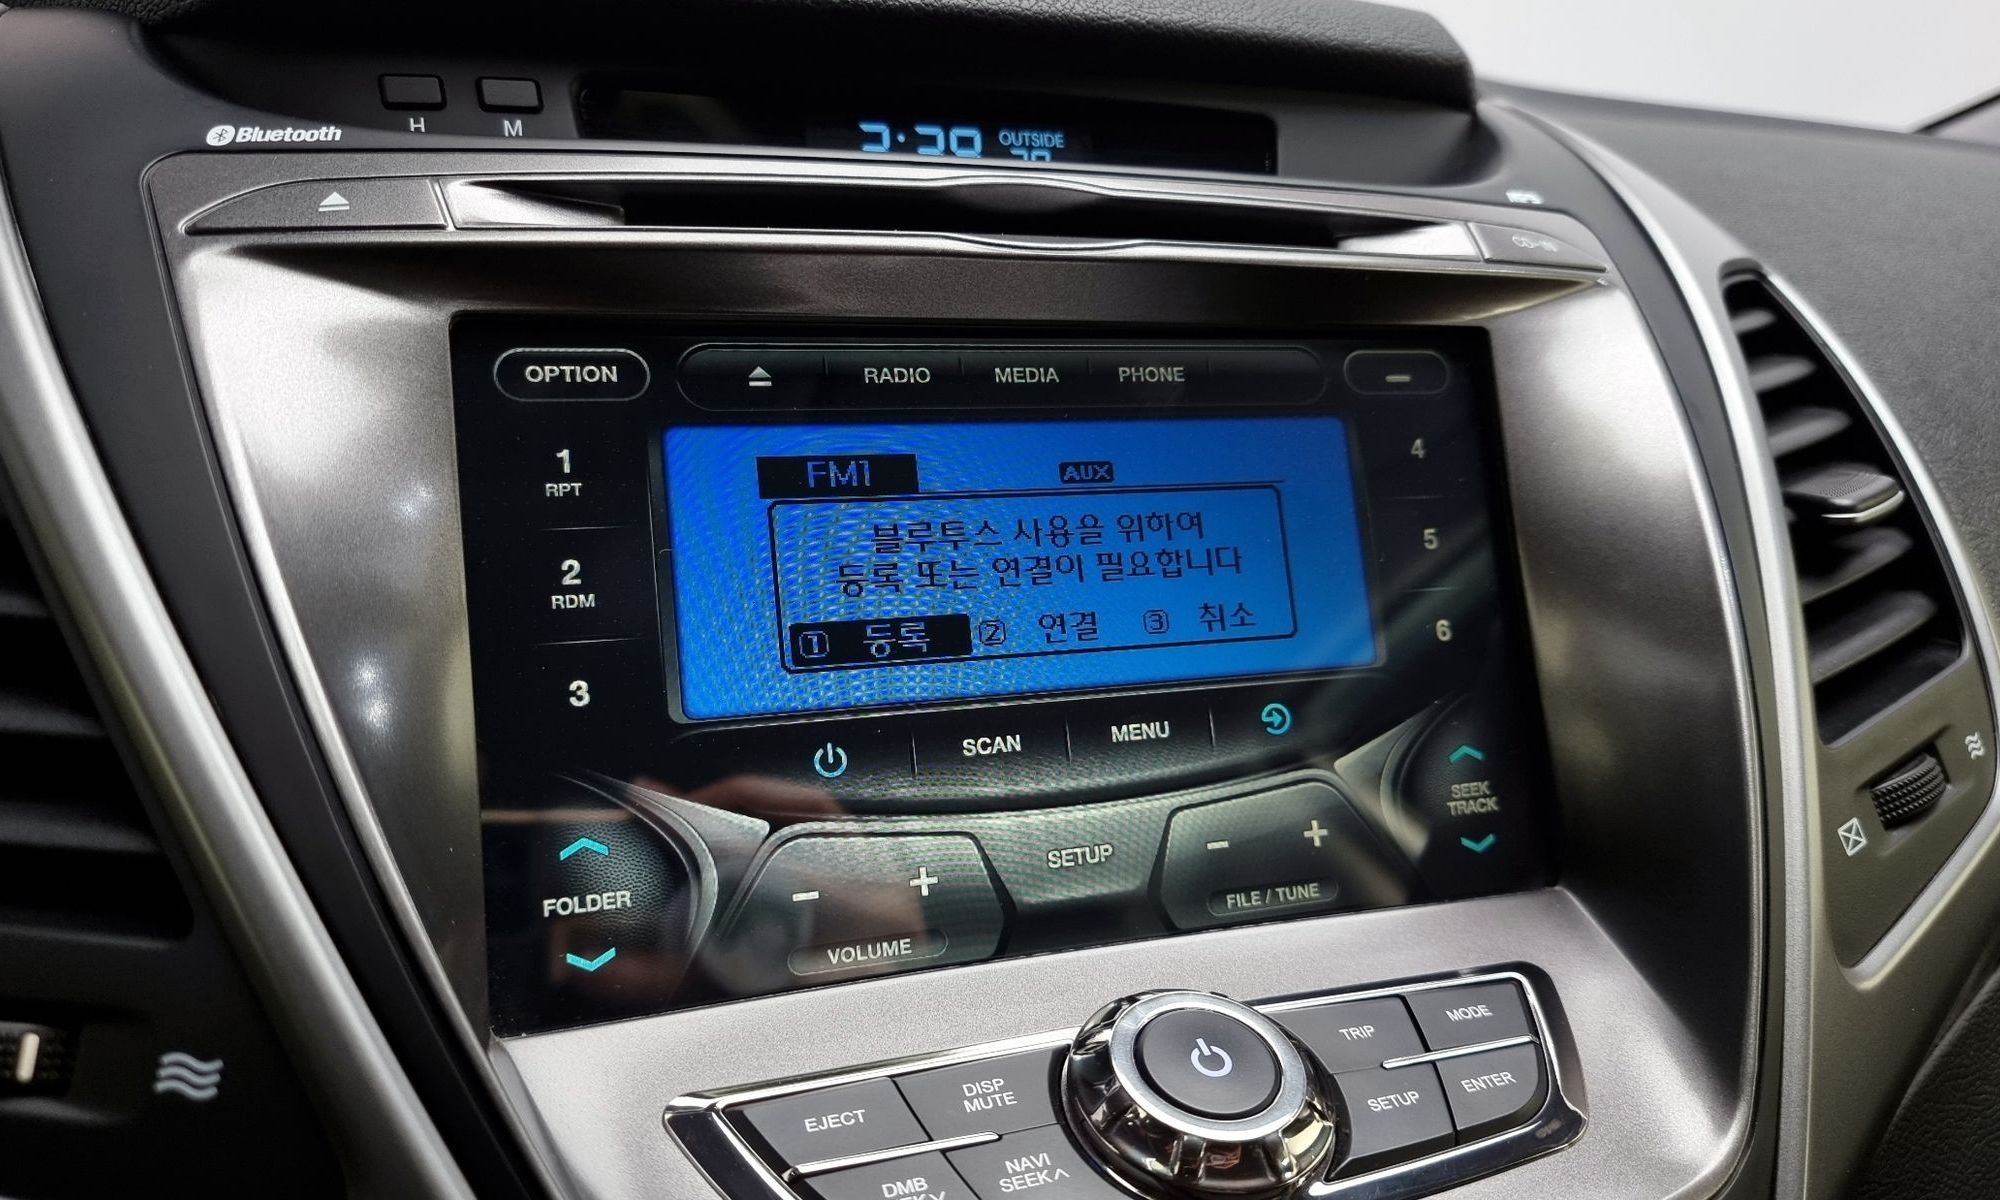 H M
Bluetooth
OUTSIDE
OPTION RADIO MEDIA PHONE
1 RPT
2 RDM
3
4
5
6
FM1 AUX
블루투스 사용을 위하여
등록 또는 연결이 필요합니다
① 등록 ② 연결 ③ 취소
SCAN MENU
SEEK
TRACK
FOLDER
VOLUME
SETUP
FILE / TUNE
EJECT
DISP
MUTE
DMB
NAVI
SEEK
TRIP
MODE
SETUP
ENTER